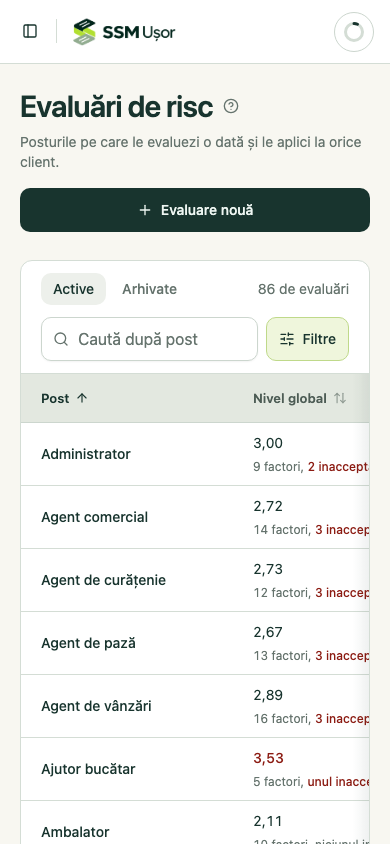 SSM Ușor
Evaluări de risc
Posturile pe care le evaluezi o dată și le aplici la orice
client.
Evaluare nouă
Active Arhivate 86 de evaluări
Caută după post Filtre
Post Nivel global
Administrator 3,00
9 factori, 2 inaccept
Agent comercial 2,72
14 factori, 3 inaccep
Agent de curățenie 2,73
12 factori, 3 inaccep
Agent de pază 2,67
13 factori, 3 inaccep
Agent de vânzări 2,89
16 factori, 3 inaccep
Ajutor bucătar 3,53
5 factori, unul inacce
Ambalator 2,11